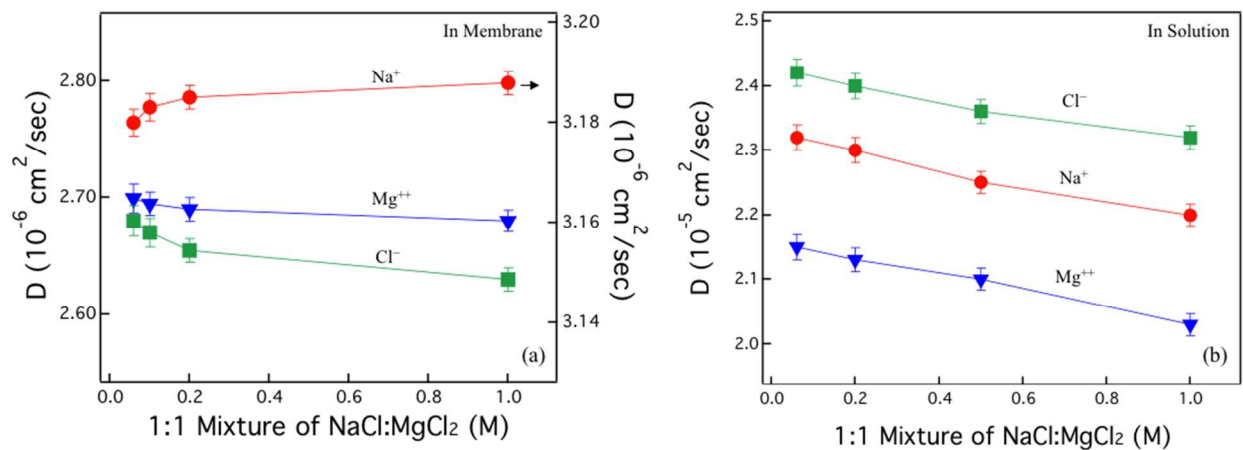 In Membrane
D (10⁻⁶ cm²/sec)
2.80
2.70
2.60
Na⁺
Mg⁺⁺
Cl⁻
3.20
3.18
3.16
3.14
D (10⁻⁶ cm²/sec)
(a)
0.0 0.2 0.4 0.6 0.8 1.0
1:1 Mixture of NaCl:MgCl₂ (M)
In Solution
D (10⁻⁵ cm²/sec)
2.5
2.4
2.3
2.2
2.1
2.0
Cl⁻
Na⁺
Mg⁺⁺
(b)
0.0 0.2 0.4 0.6 0.8 1.0
1:1 Mixture of NaCl:MgCl₂ (M)